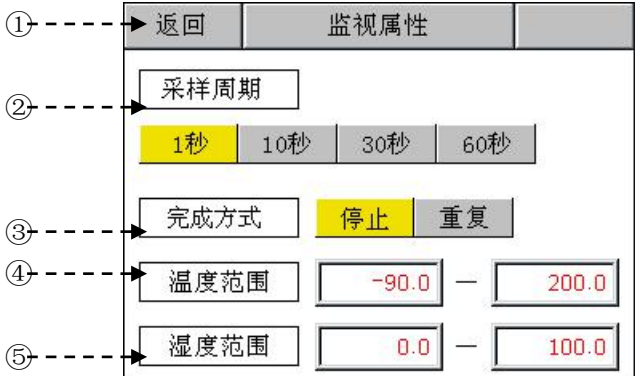 ① 返回 监视属性
② 采样周期
1秒 10秒 30秒 60秒
③ 完成方式 停止 重复
④ 温度范围 -90.0 — 200.0
⑤ 湿度范围 0.0 — 100.0